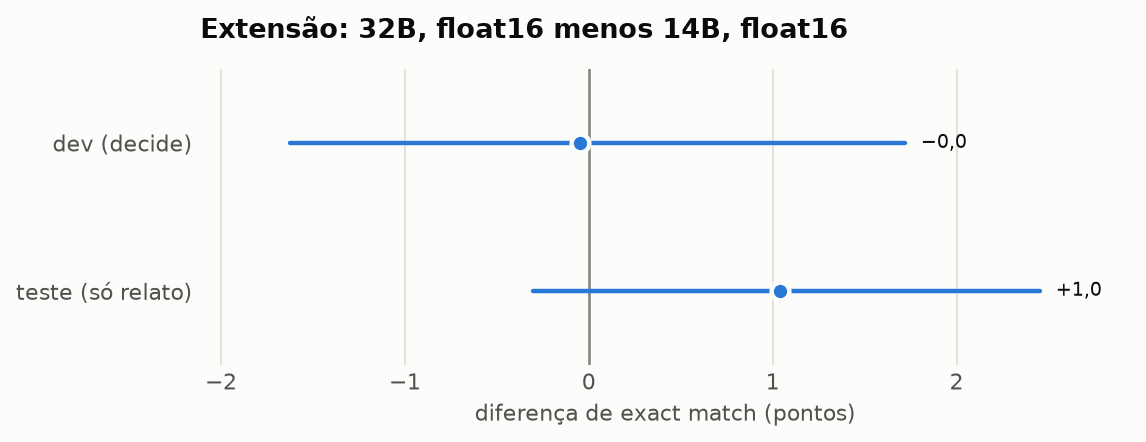 Extensão: 32B, float16 menos 14B, float16
dev (decide)
−0,0
teste (só relato)
+1,0
−2
−1
0
1
2
diferença de exact match (pontos)